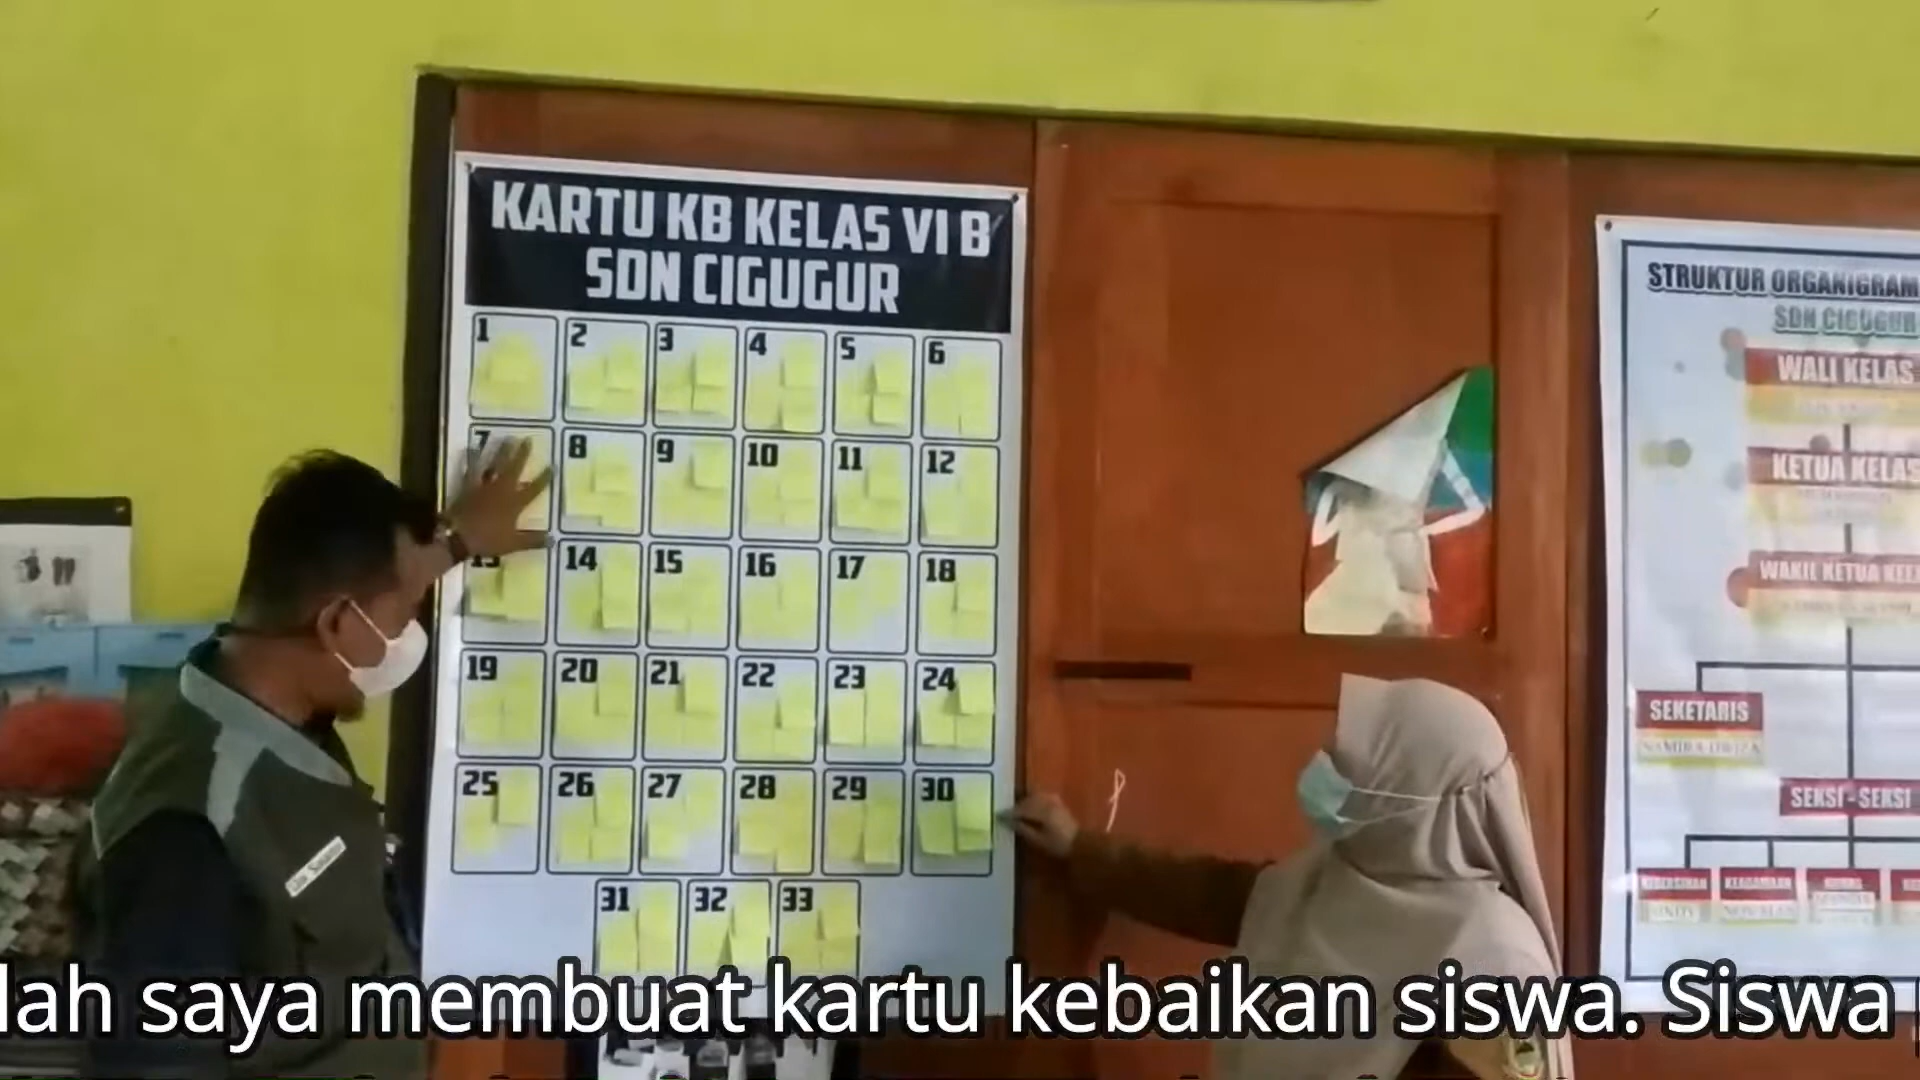 KARTU KB KELAS VI B
SDN CIGUGUR
1 2 3 4 5 6
7 8 9 10 11 12
13 14 15 16 17 18
19 20 21 22 23 24
25 26 27 28 29 30
31 32 33
STRUKTUR ORGANIGRAM
SDN CIGUGUR
WALI KELAS
KETUA KELAS
WAKIL KETUA
SEKETARIS
SEKSI - SEKSI
KEAGAMAAN
lah saya membuat kartu kebaikan siswa. Siswa